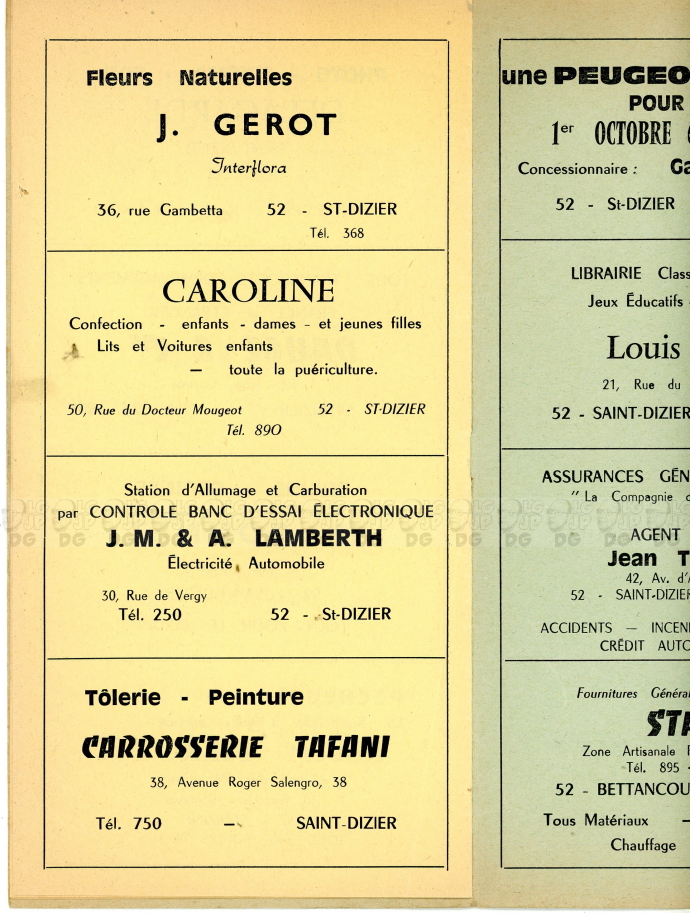 Fleurs Naturelles
J. GEROT
Interflora
36, rue Gambetta 52 - ST-DIZIER
Tél. 368
CAROLINE
Confection - enfants - dames - et jeunes filles
Lits et Voitures enfants
— toute la puériculture.
50, Rue du Docteur Mougeot 52 - ST-DIZIER
Tél. 890
Station d'Allumage et Carburation
par CONTROLE BANC D'ESSAI ÉLECTRONIQUE
J. M. & A. LAMBERTH
Électricité Automobile
30, Rue de Vergy
Tél. 250 52 - St-DIZIER
Tôlerie - Peinture
CARROSSERIE TAFANI
38, Avenue Roger Salengro, 38
Tél. 750 — SAINT-DIZIER
une PEUGEO
POUR
1er OCTOBRE
Concessionnaire : Ga
52 - St-DIZIER
LIBRAIRIE Class
Jeux Éducatifs
Louis
21, Rue du
52 - SAINT-DIZIER
ASSURANCES GÉN
" La Compagnie d
AGENT
Jean T
42, Av. d'
52 - SAINT-DIZIER
ACCIDENTS — INCEN
CRÉDIT AUTO
Fournitures Général
STA
Zone Artisanale
Tél. 895
52 - BETTANCOU
Tous Matériaux —
Chauffage